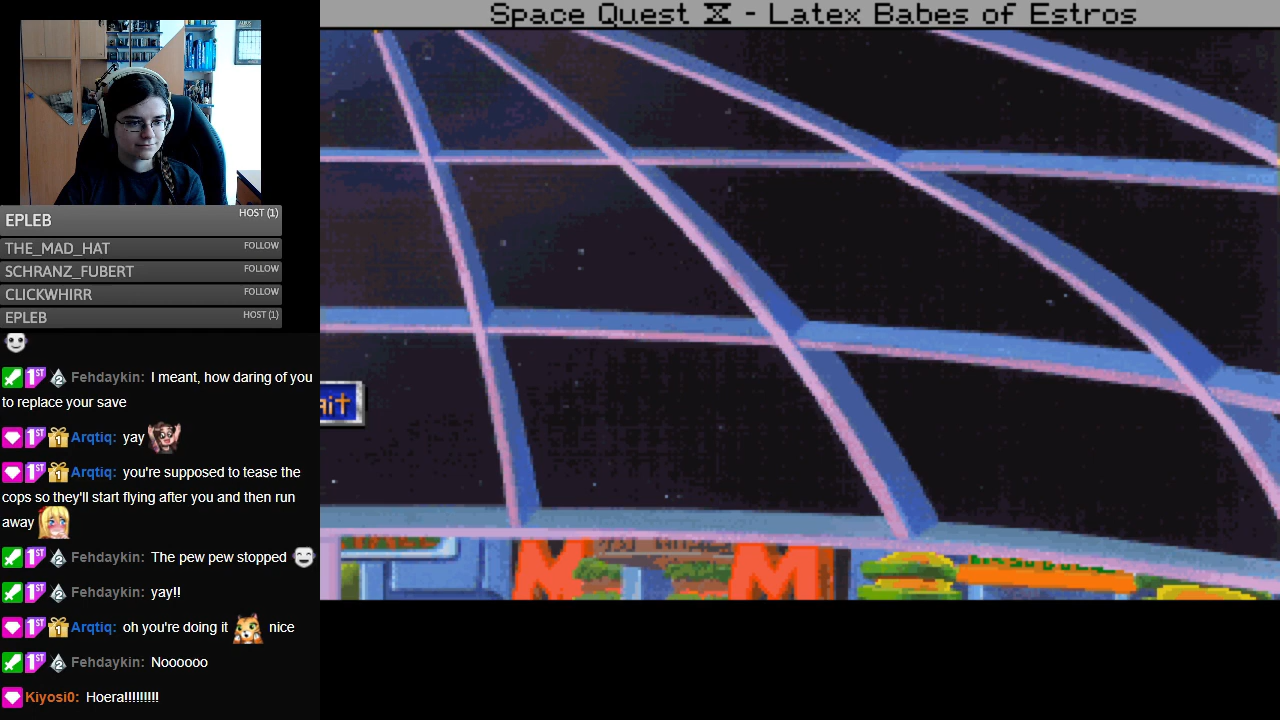 Space Quest X - Latex Babes of Estros
EPLEB HOST (1)
THE_MAD_HAT FOLLOW
SCHRANZ_FUBERT FOLLOW
CLICKWHIRR FOLLOW
EPLEB HOST (1)
Fehdaykin: I meant, how daring of you
to replace your save
Arqtiq: yay
Arqtiq: you're supposed to tease the
cops so they'll start flying after you and then run
away
Fehdaykin: The pew pew stopped
Fehdaykin: yay!!
Arqtiq: oh you're doing it nice
Fehdaykin: Noooooo
Kiyosi0: Hoera!!!!!!!!!
M M